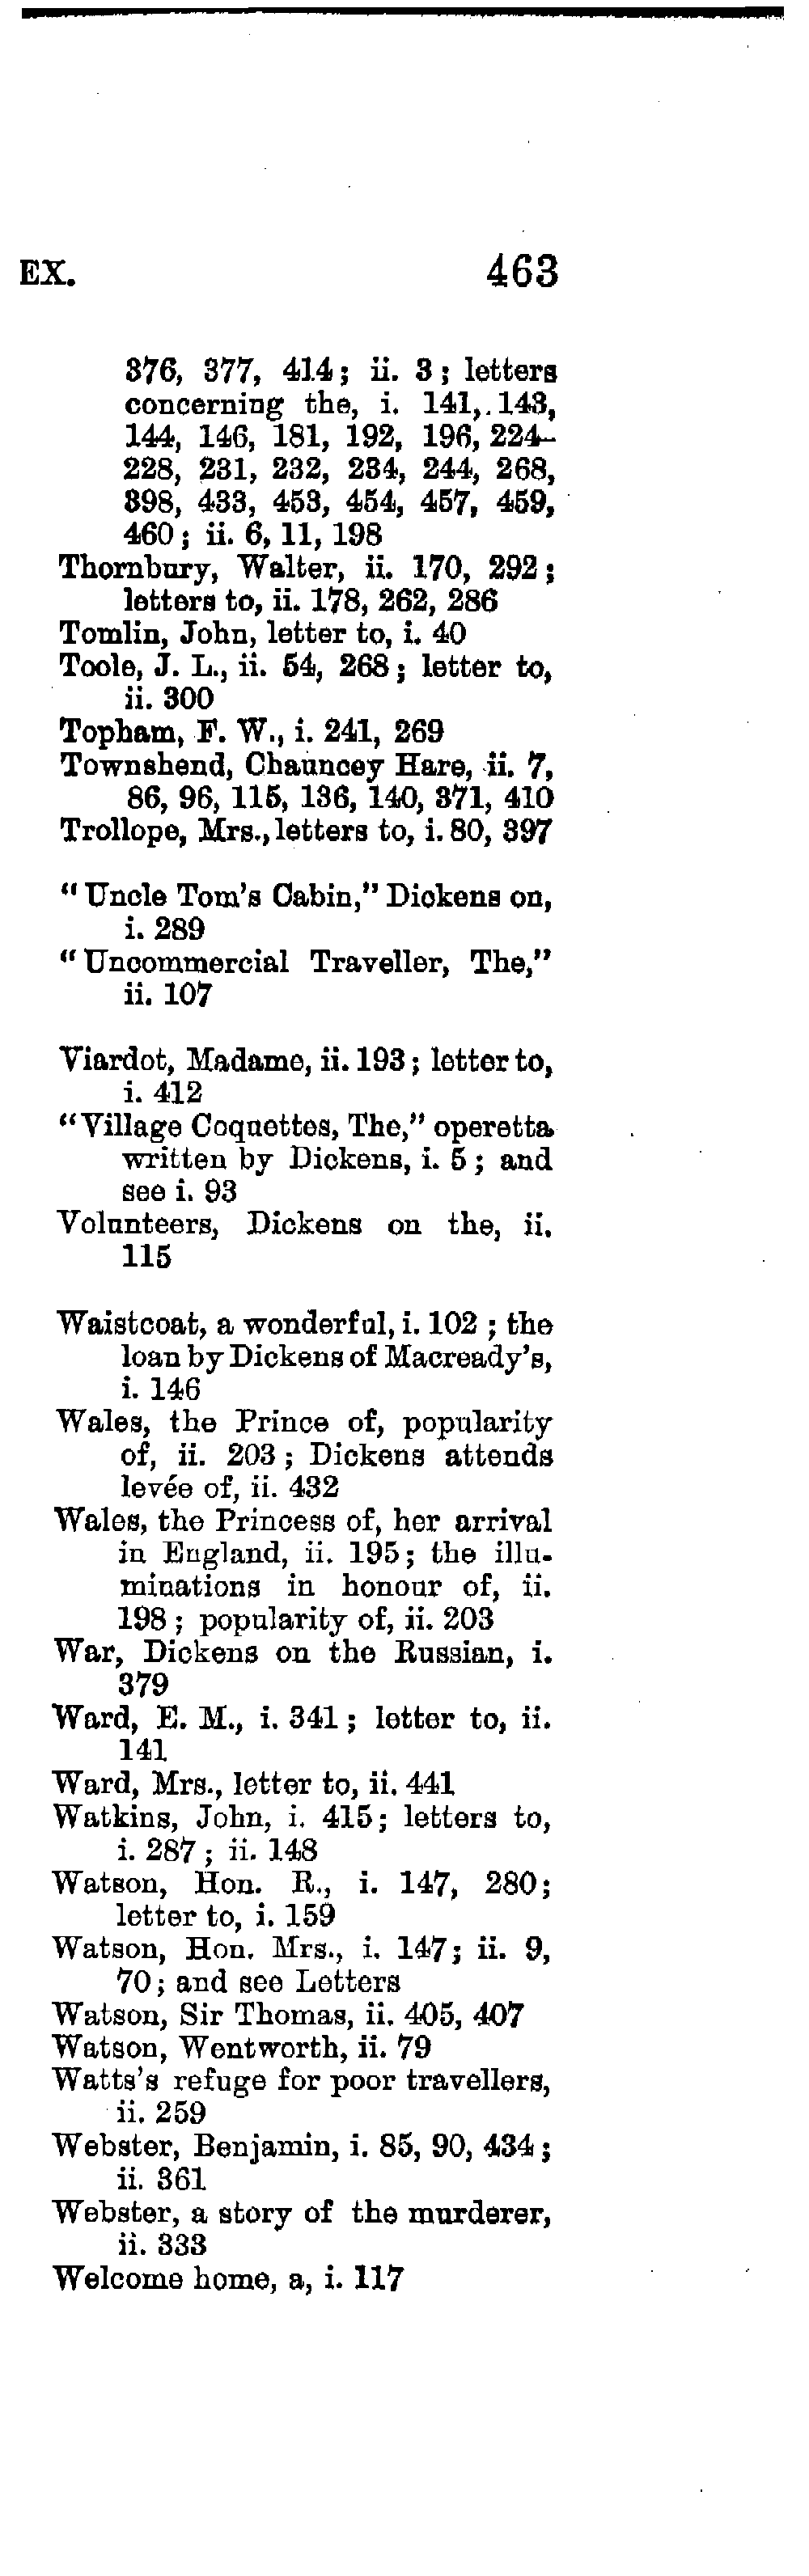 EX. 463
376, 377, 414; ii. 3; letters
concerning the, i. 141, 143,
144, 146, 181, 192, 196, 224-
228, 231, 232, 234, 244, 268,
398, 433, 453, 454, 457, 459,
460; ii. 6, 11, 198
Thornbury, Walter, ii. 170, 292;
letters to, ii. 178, 262, 286
Tomlin, John, letter to, i. 40
Toole, J. L., ii. 54, 268; letter to,
ii. 300
Topham, F. W., i. 241, 269
Townshend, Chauncey Hare, ii. 7,
86, 96, 115, 136, 140, 371, 410
Trollope, Mrs., letters to, i. 80, 397
"Uncle Tom's Cabin," Dickens on,
i. 289
"Uncommercial Traveller, The,"
ii. 107
Viardot, Madame, ii. 193; letter to,
i. 412
"Village Coquettes, The," operetta
written by Dickens, i. 5; and
see i. 93
Volunteers, Dickens on the, ii.
115
Waistcoat, a wonderful, i. 102; the
loan by Dickens of Macready's,
i. 146
Wales, the Prince of, popularity
of, ii. 203; Dickens attends
levée of, ii. 432
Wales, the Princess of, her arrival
in England, ii. 195; the illu-
minations in honour of, ii.
198; popularity of, ii. 203
War, Dickens on the Russian, i.
379
Ward, E. M., i. 341; letter to, ii.
141
Ward, Mrs., letter to, ii. 441
Watkins, John, i. 415; letters to,
i. 287; ii. 148
Watson, Hon. R., i. 147, 280;
letter to, i. 159
Watson, Hon. Mrs., i. 147; ii. 9,
70; and see Letters
Watson, Sir Thomas, ii. 405, 407
Watson, Wentworth, ii. 79
Watts's refuge for poor travellers,
ii. 259
Webster, Benjamin, i. 85, 90, 434;
ii. 361
Webster, a story of the murderer,
ii. 333
Welcome home, a, i. 117